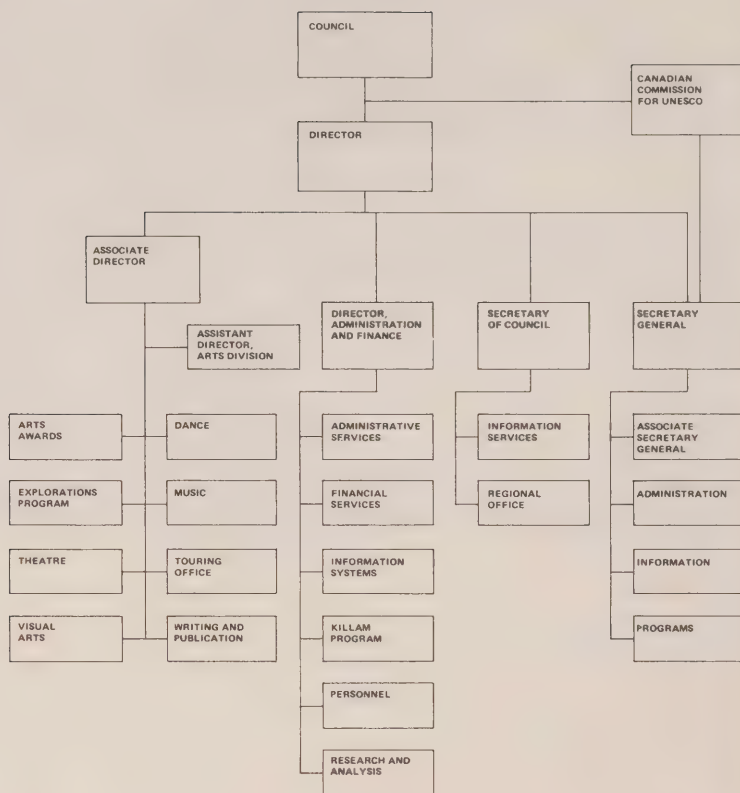 COUNCIL
CANADIAN
COMMISSION
FOR UNESCO
DIRECTOR
ASSOCIATE
DIRECTOR
ASSISTANT
DIRECTOR,
ARTS DIVISION
DIRECTOR,
ADMINISTRATION
AND FINANCE
SECRETARY
OF COUNCIL
SECRETARY
GENERAL
ARTS
AWARDS
DANCE
ADMINISTRATIVE
SERVICES
INFORMATION
SERVICES
ASSOCIATE
SECRETARY
GENERAL
EXPLORATIONS
PROGRAM
MUSIC
FINANCIAL
SERVICES
REGIONAL
OFFICE
ADMINISTRATION
THEATRE
TOURING
OFFICE
INFORMATION
SYSTEMS
INFORMATION
VISUAL
ARTS
WRITING AND
PUBLICATION
KILLAM
PROGRAM
PROGRAMS
PERSONNEL
RESEARCH AND
ANALYSIS